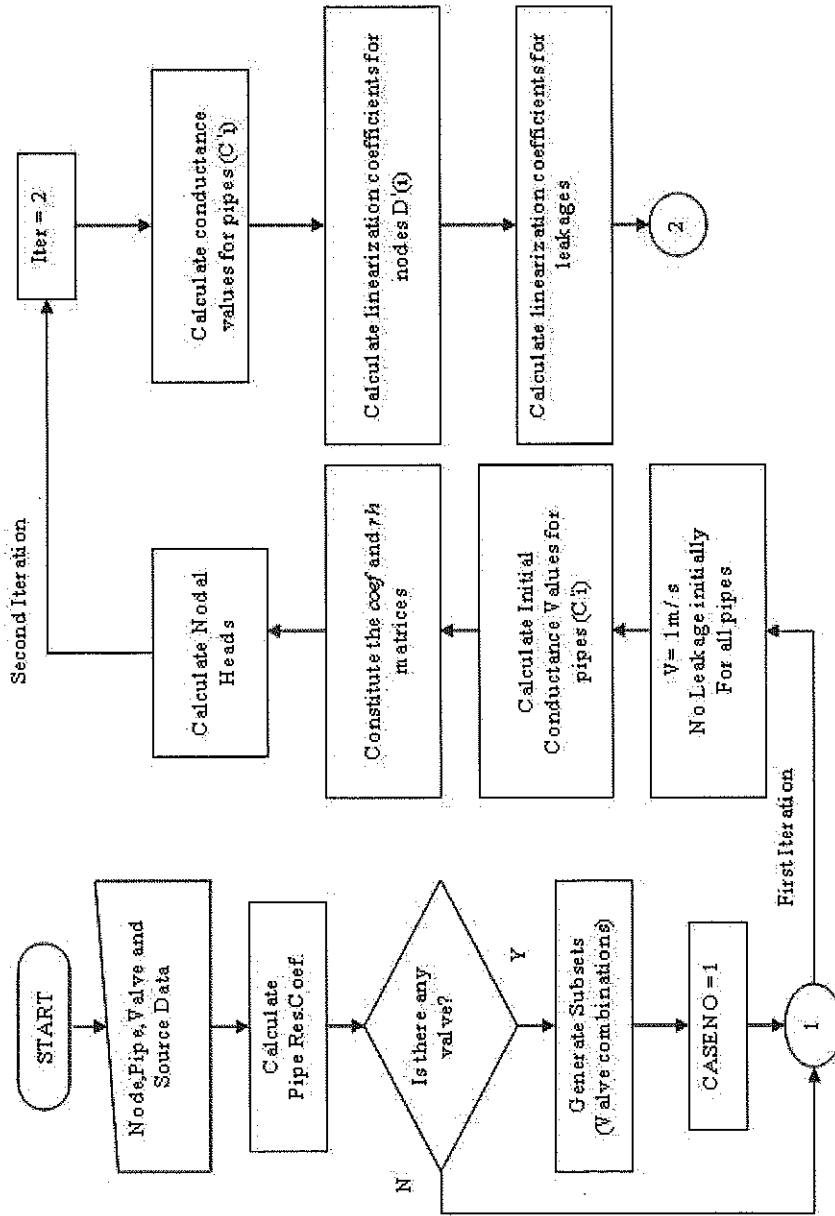 START
Node,Pipe,Valve and
Source Data
Calculate
Pipe Res.Coef.
Is there any
valve?
N
Y
Generate Subsets
(Valve combinations)
CASENO = 1
1
First Iteration
V = 1m/s
No Leakage initially
For all pipes
Calculate Initial
Conductance Values for
pipes (C'i)
Constitute the coef and rh
matrices
Calculate Nodal
Heads
Second Iteration
Iter = 2
Calculate conductance
values for pipes (C'i)
Calculate linearization coefficients for
nodes D'(i)
Calculate linearization coefficients for
leakages
2